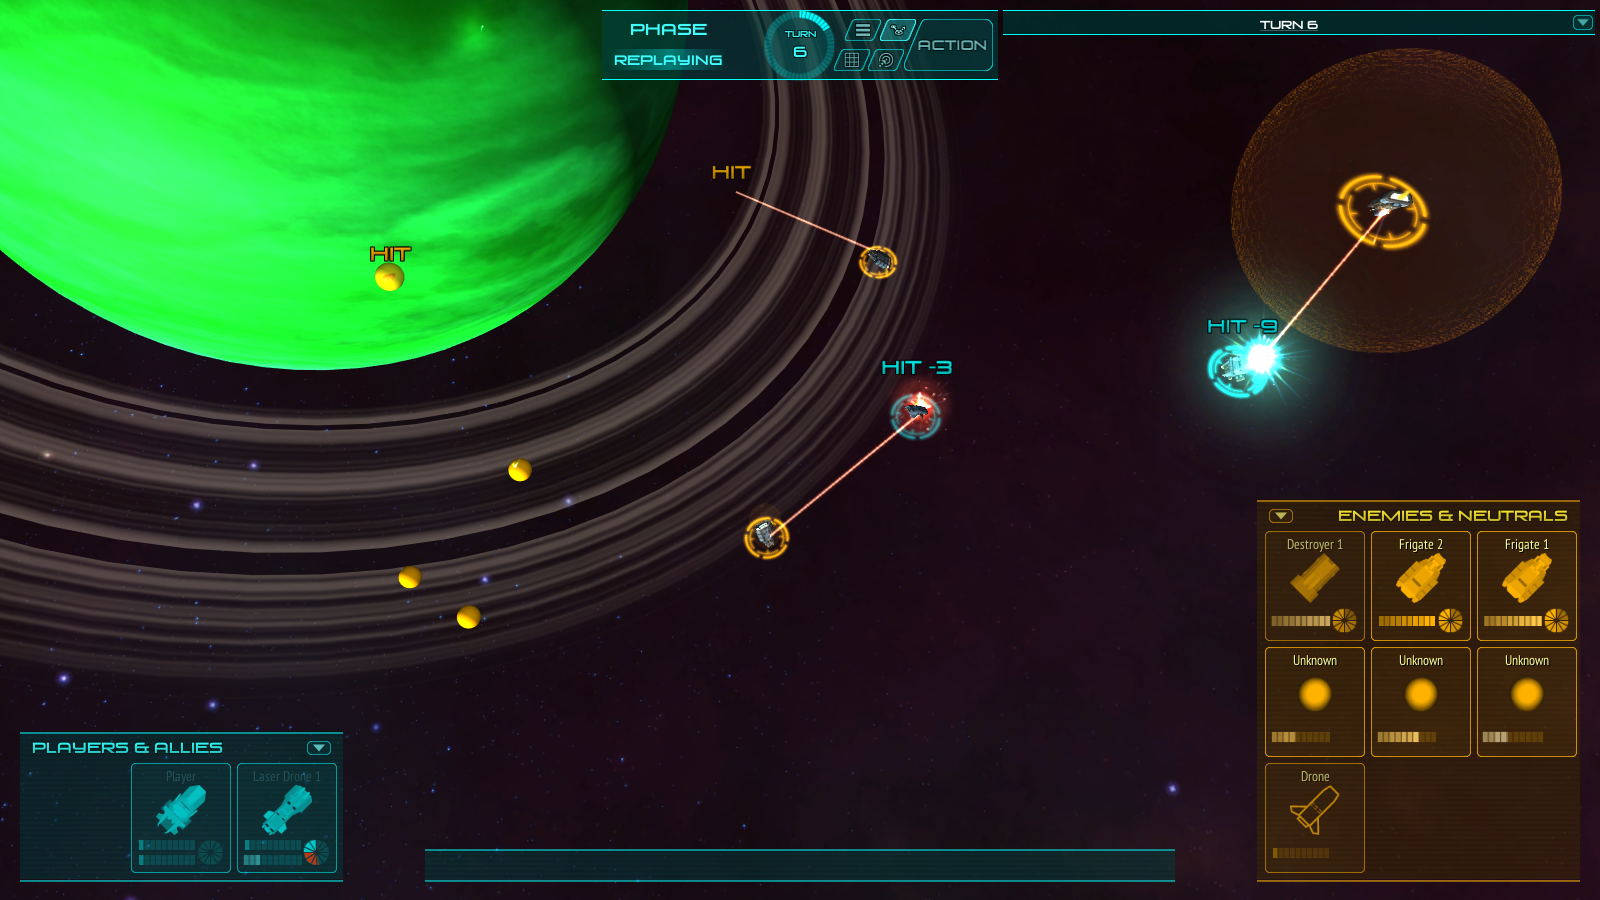 PHASE
REPLAYING
TURN
6
ACTION
TURN 6
HIT
HIT
HIT -9
HIT -3
ENEMIES & NEUTRALS
Destroyer 1
Frigate 2
Frigate 1
Unknown
Unknown
Unknown
Drone
PLAYERS & ALLIES
Player
Laser Drone 1